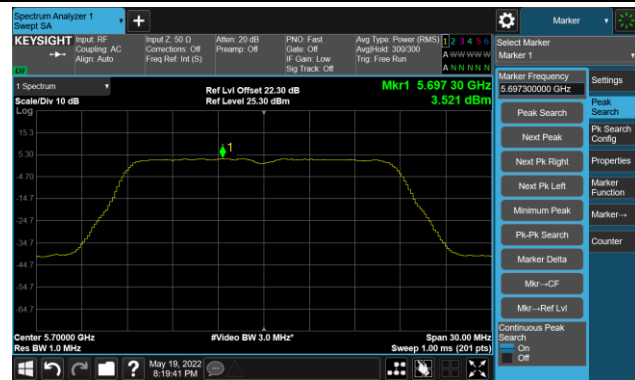 Spectrum Analyzer 1
Swept SA
+
Marker
KEYSIGHT
Input: RF
Coupling: AC
Align: Auto
Input Z: 50 Ω
Corrections: Off
Freq Ref: Int (S)
Atten: 20 dB
Preamp: Off
PNO: Fast
Gate: Off
IF Gain: Low
Sig Track: Off
Avg Type: Power (RMS)
Avg|Hold: 300/300
Trig: Free Run
1 2 3 4 5 6
A W W W W W
A N N N N N
Select Marker
Marker 1
1 Spectrum
Scale/Div 10 dB
Ref Lvl Offset 22.30 dB
Ref Level 25.30 dBm
Mkr1 5.697 30 GHz
3.521 dBm
Log
15.3
5.30
-4.70
-14.7
-24.7
-34.7
-44.7
-54.7
-64.7
1
Center 5.70000 GHz
Res BW 1.0 MHz
#Video BW 3.0 MHz*
Span 30.00 MHz
Sweep 1.00 ms (201 pts)
Marker Frequency
5.697300000 GHz
Peak Search
Next Peak
Next Pk Right
Next Pk Left
Minimum Peak
Pk-Pk Search
Marker Delta
Mkr→CF
Mkr→Ref Lvl
Continuous Peak
Search
On
Off
Settings
Peak
Search
Pk Search
Config
Properties
Marker
Function
Marker→
Counter
?
May 19, 2022
8:19:41 PM